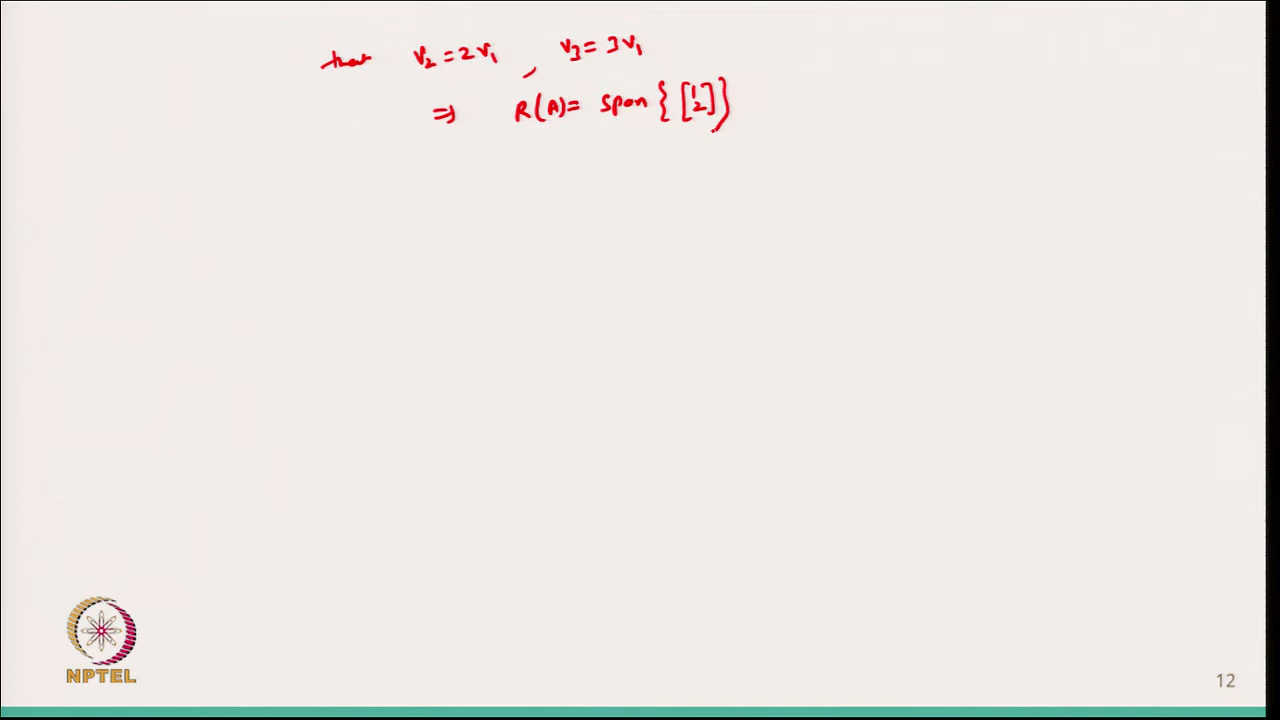 that v₂ = 2v₁ , v₃ = 3v₁
⇒ R(A) = span { [1 2] }
NPTEL
12